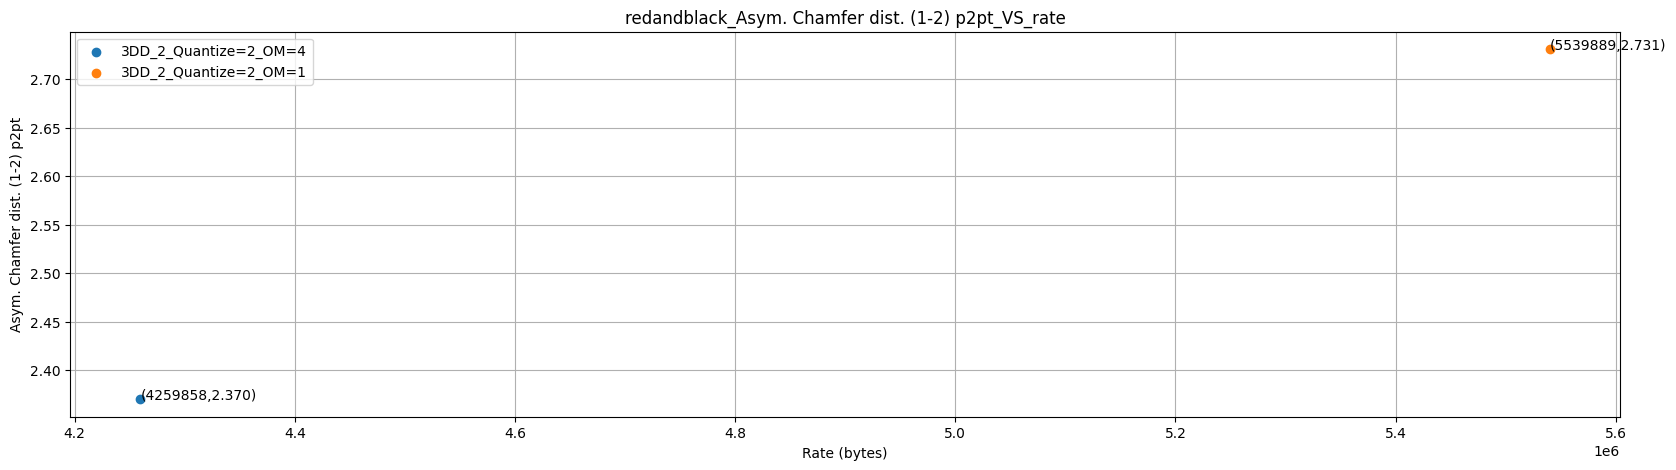 redandblack_Asym. Chamfer dist. (1-2) p2pt_VS_rate
3DD_2_Quantize=2_OM=4
3DD_2_Quantize=2_OM=1
(5539889,2.731)
2.70
2.65
2.60
2.55
2.50
2.45
2.40
Asym. Chamfer dist. (1-2) p2pt
(4259858,2.370)
4.2 4.4 4.6 4.8 5.0 5.2 5.4 5.6
1e6
Rate (bytes)